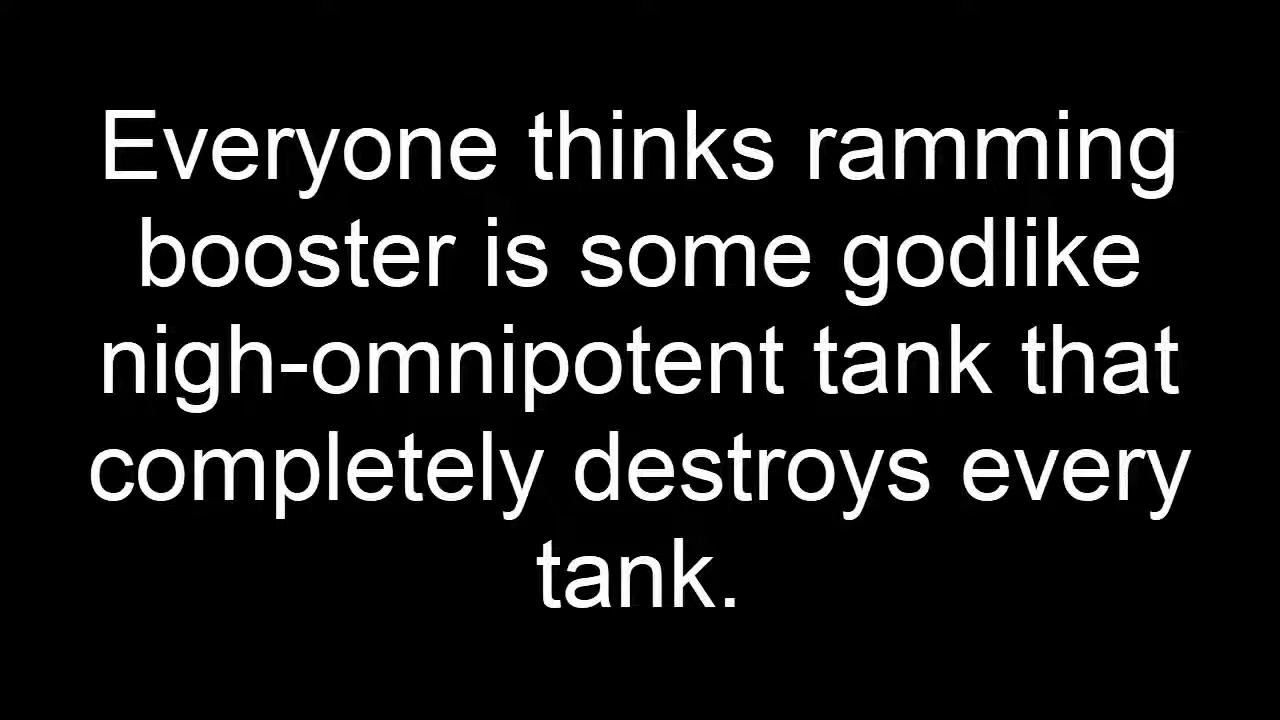 Everyone thinks ramming
booster is some godlike
nigh-omnipotent tank that
completely destroys every
tank.